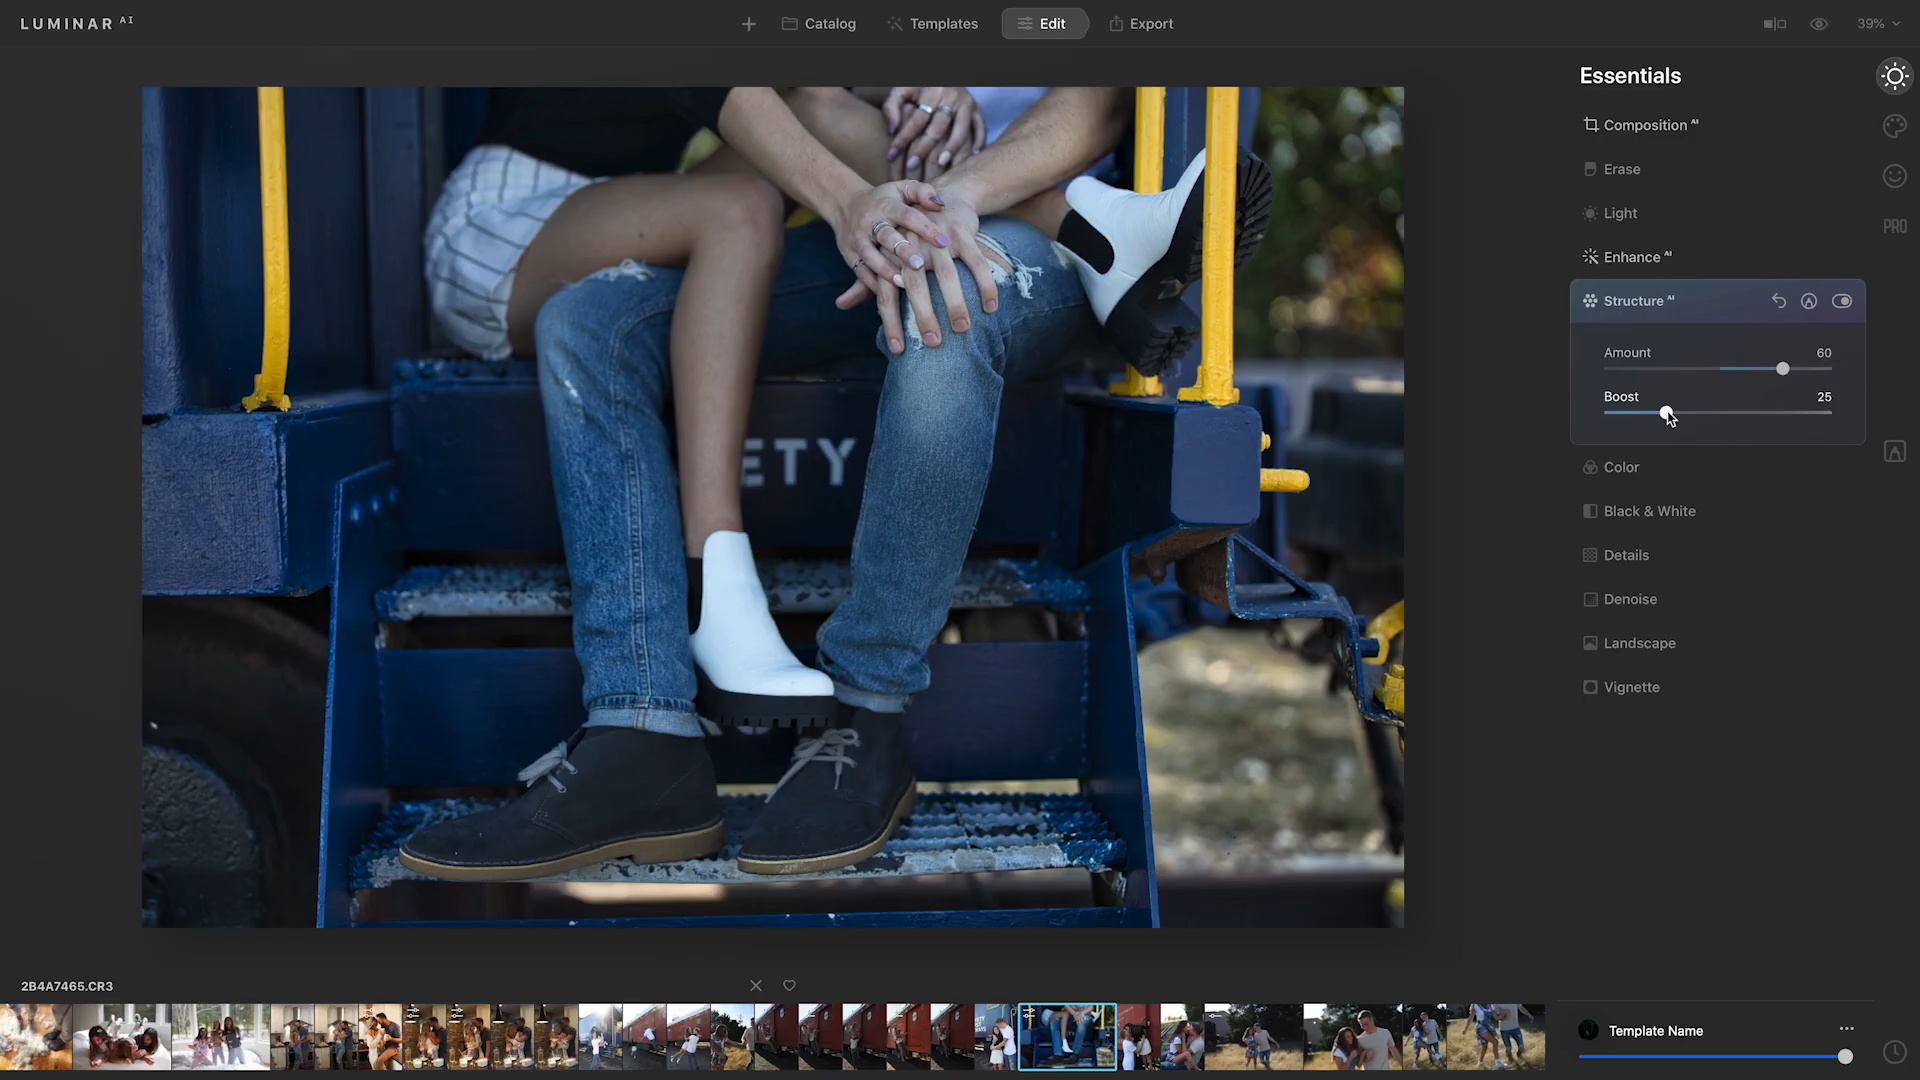 LUMINAR AI
Catalog
Templates
Edit
Export
39%
Essentials
Composition AI
Erase
Light
PRO
Enhance AI
Structure AI
Amount 60
Boost 25
Color
Black & White
Details
Denoise
Landscape
Vignette
ETY
2B4A7465.CR3
Template Name